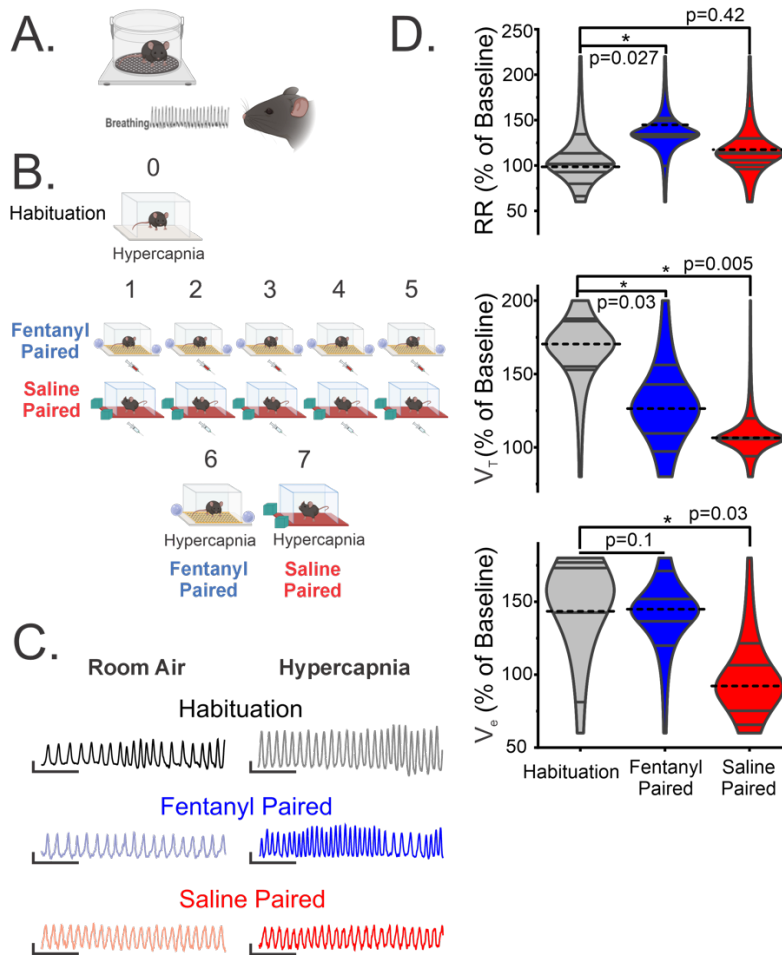 A.
Breathing
B.
0
Habituation
Hypercapnia
1 2 3 4 5
Fentanyl
Paired
Saline
Paired
6 7
Hypercapnia Hypercapnia
Fentanyl Saline
Paired Paired
C.
Room Air Hypercapnia
Habituation
Fentanyl Paired
Saline Paired
D.
RR (% of Baseline)
250
200
150
100
50
p=0.42
*
p=0.027
V_T (% of Baseline)
200
150
100
* p=0.005
*
p=0.03
V_e (% of Baseline)
150
100
50
* p=0.03
p=0.1
Habituation Fentanyl Saline
Paired Paired